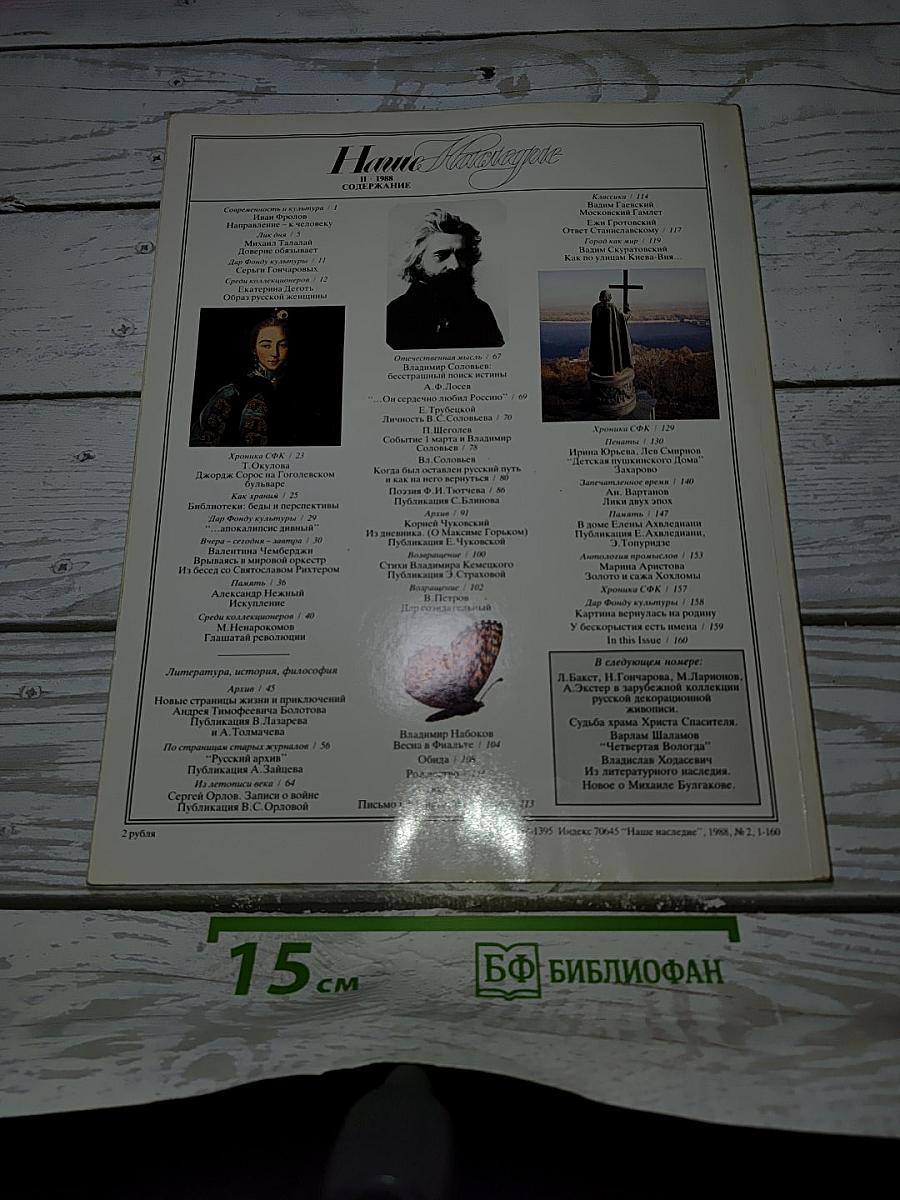 Наше Наследие
II · 1988
СОДЕРЖАНИЕ
Современность и культура / 1
Иван Фролов
Направление – к человеку
Лик дня / 5
Михаил Талалай
Доверие обязывает
Дар Фонду культуры / 11
Серьги Гончаровых
Среди коллекционеров / 12
Екатерина Деготь
Образ русской женщины
Хроника СФК / 23
Т.Окулова
Джордж Сорос на Гоголевском
бульваре
Как храним / 25
Библиотеки: беды и перспективы
Дар Фонду культуры / 29
"...апокалипсис дивный"
Вчера – сегодня – завтра / 30
Валентина Чемберджи
Врываясь в мировой оркестр
Из бесед со Святославом Рихтером
Память / 36
Александр Нежный
Искупление
Среди коллекционеров / 40
М.Ненарокомов
Глашатай революции
Литература, история, философия
Архив / 45
Новые страницы жизни и приключений
Андрея Тимофеевича Болотова
Публикация В.Лазарева
и А.Толмачева
По страницам старых журналов / 56
"Русский архив"
Публикация А.Зайцева
Из летописи века / 64
Сергей Орлов. Записи о войне
Публикация В.С.Орловой
Отечественная мысль / 67
Владимир Соловьев:
бесстрашный поиск истины
А.Ф.Лосев
"...Он сердечно любил Россию" / 69
Е.Трубецкой
Личность В.С.Соловьева / 70
П.Щеголев
Событие 1 марта и Владимир
Соловьев / 78
Вл.Соловьев
Когда был оставлен русский путь
и как на него вернуться / 80
Поэзия Ф.И.Тютчева / 86
Публикация С.Блинова
Архив / 91
Корней Чуковский
Из дневника. (О Максиме Горьком)
Публикация Е.Чуковской
Возвращение / 100
Стихи Владимира Кемецкого
Публикация Э.Страховой
Возвращение / 102
В.Петров
Дар созидательный
Владимир Набоков
Весна в Фиальте / 104
Обида / 108
Рождество
Письмо
113
Классика / 114
Вадим Гаевский
Московский Гамлет
Ежи Гротовский
Ответ Станиславскому / 117
Город как мир / 119
Вадим Скуратовский
Как по улицам Киева-Вия...
Хроника СФК / 129
Пенаты / 130
Ирина Юрьева, Лев Смирнов
"Детская пушкинского Дома"
Захарово
Запечатленное время / 140
Ан. Вартанов
Лики двух эпох
Память / 147
В доме Елены Ахвледиани
Публикация Е.Ахвледиани,
Э.Топуридзе
Антология промыслов / 153
Марина Аристова
Золото и сажа Хохломы
Хроника СФК / 157
Дар Фонду культуры / 158
Картина вернулась на родину
У бескорыстия есть имена / 159
In this Issue / 160
В следующем номере:
Л.Бакст, Н.Гончарова, М.Ларионов,
А.Экстер в зарубежной коллекции
русской декорационной
живописи.
Судьба храма Христа Спасителя.
Варлам Шаламов
"Четвертая Вологда"
Владислав Ходасевич
Из литературного наследия.
Новое о Михаиле Булгакове.
2 рубля
-1395 Индекс 70645 "Наше наследие", 1988, № 2, 1-160
15 см
БФ БИБЛИОФАН